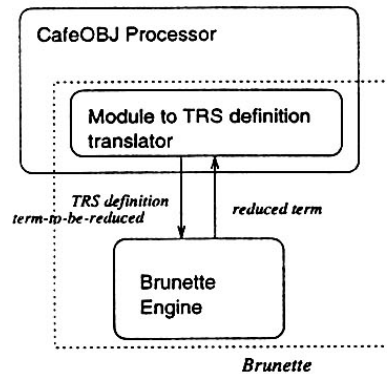 CafeOBJ Processor
Module to TRS definition
translator
TRS definition
term-to-be-reduced
reduced term
Brunette
Engine
Brunette